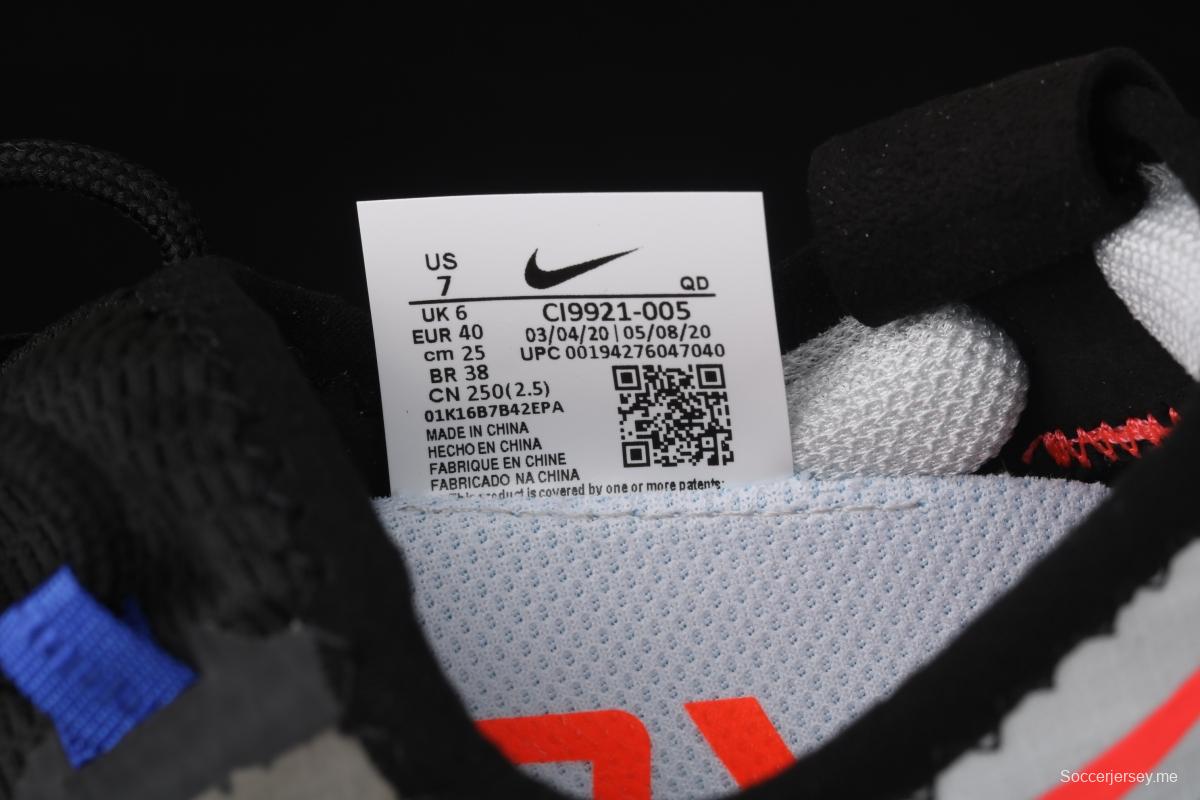 US
7
QD
UK 6
CI9921-005
EUR 40
03/04/20 | 05/08/20
cm 25
UPC 00194276047040
BR 38
CN 250(2.5)
01K16B7B42EPA
MADE IN CHINA
HECHO EN CHINA
FABRIQUE EN CHINE
FABRICADO NA CHINA
This product is covered by one or more patents:
Soccerjersey.me